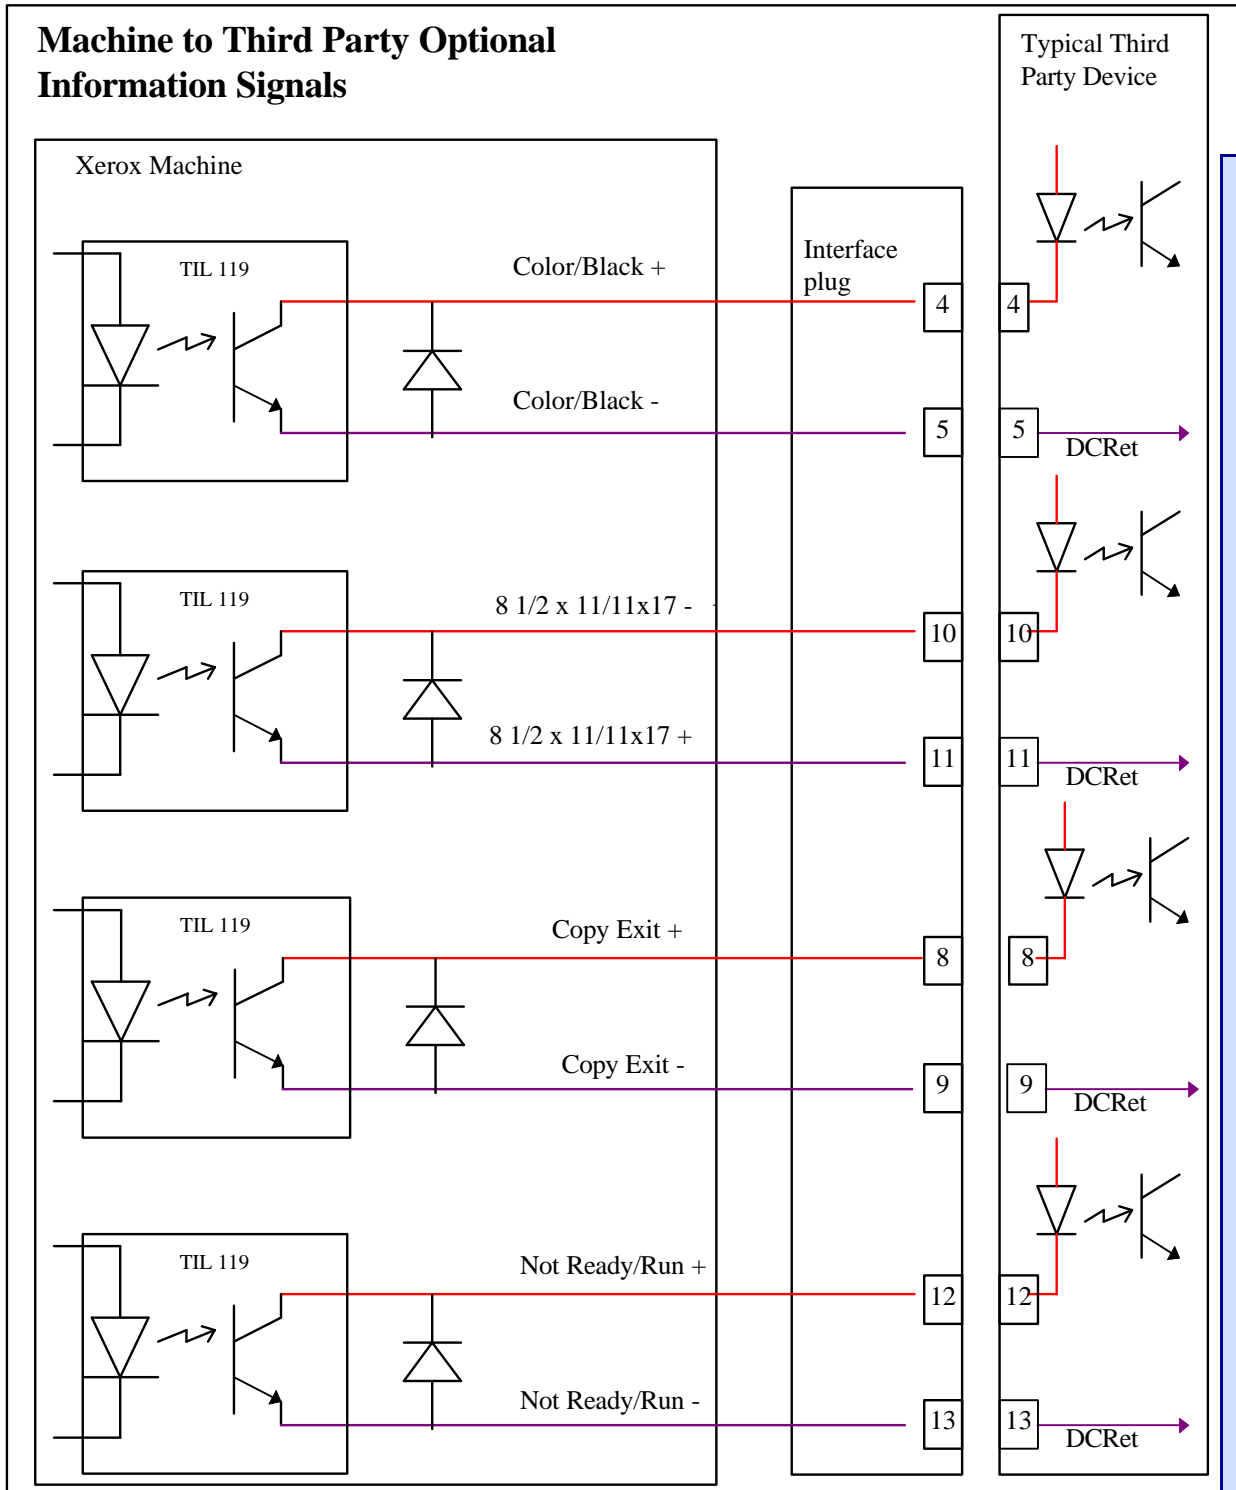 Machine to Third Party Optional
Information Signals
Typical Third
Party Device
Xerox Machine
Interface
plug
TIL 119
Color/Black +
4
4
Color/Black -
5
5
DCRet
TIL 119
8 1/2 x 11/11x17 -
10
10
8 1/2 x 11/11x17 +
11
11
DCRet
TIL 119
Copy Exit +
8
8
Copy Exit -
9
9
DCRet
TIL 119
Not Ready/Run +
12
12
Not Ready/Run -
13
13
DCRet